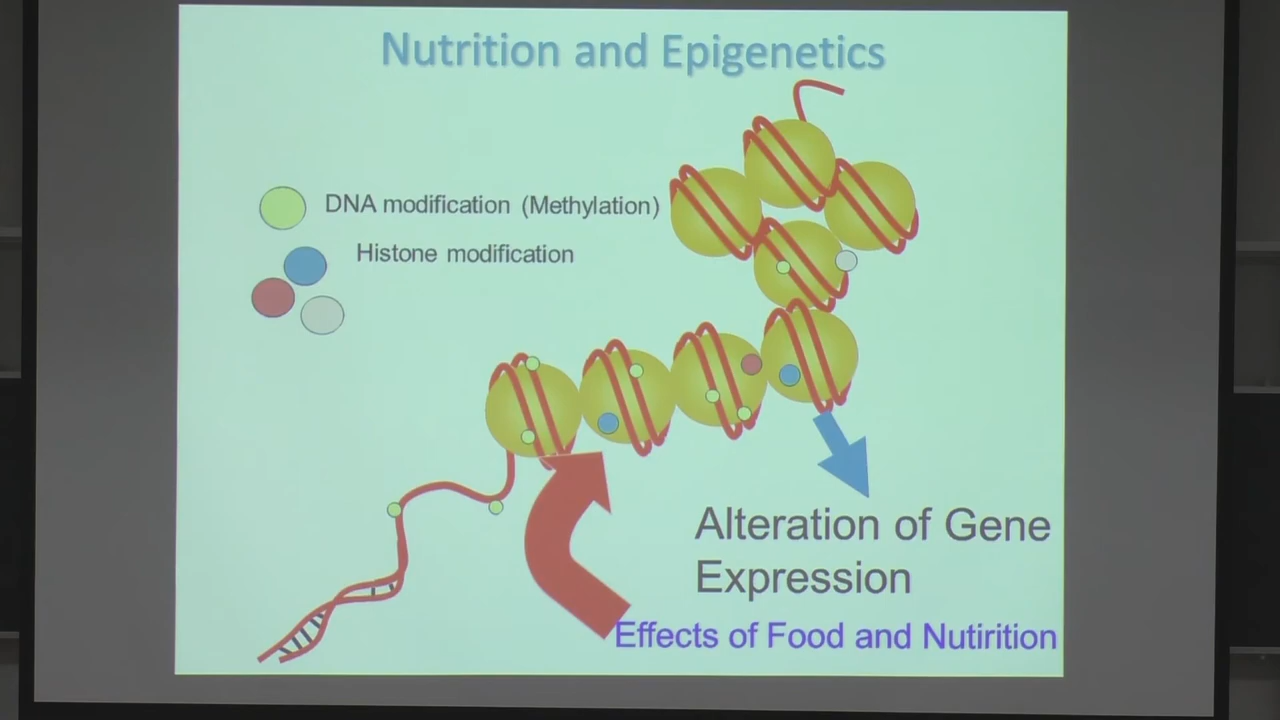 Nutrition and Epigenetics
DNA modification (Methylation)
Histone modification
Alteration of Gene
Expression
Effects of Food and Nutirition